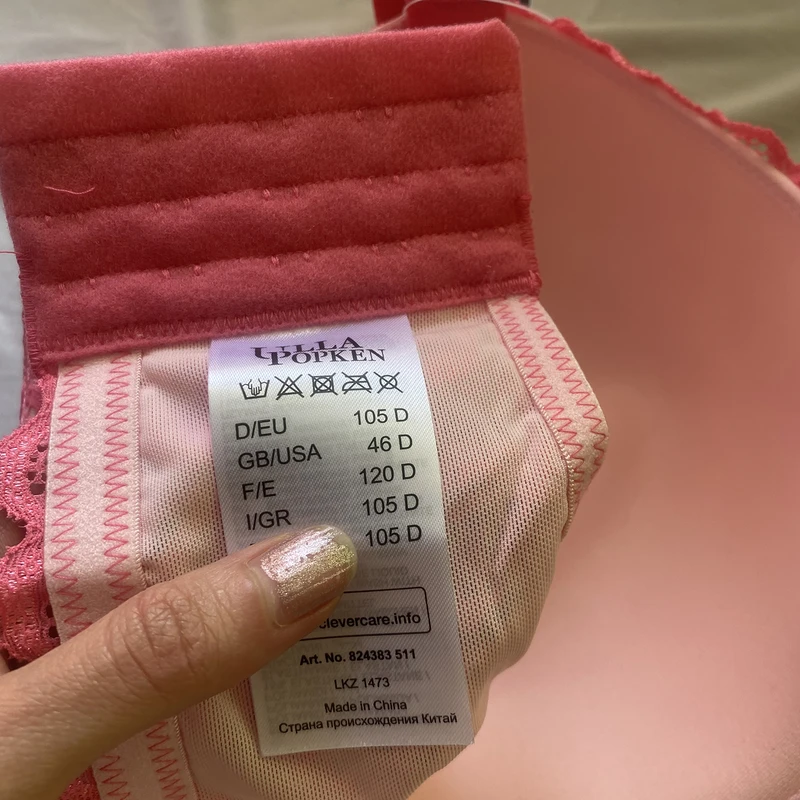 ULLA
POPKEN
D/EU 105 D
GB/USA 46 D
F/E 120 D
I/GR 105 D
105 D
clevercare.info
Art. No. 824383 511
LKZ 1473
Made in China
Страна происхождения Китай